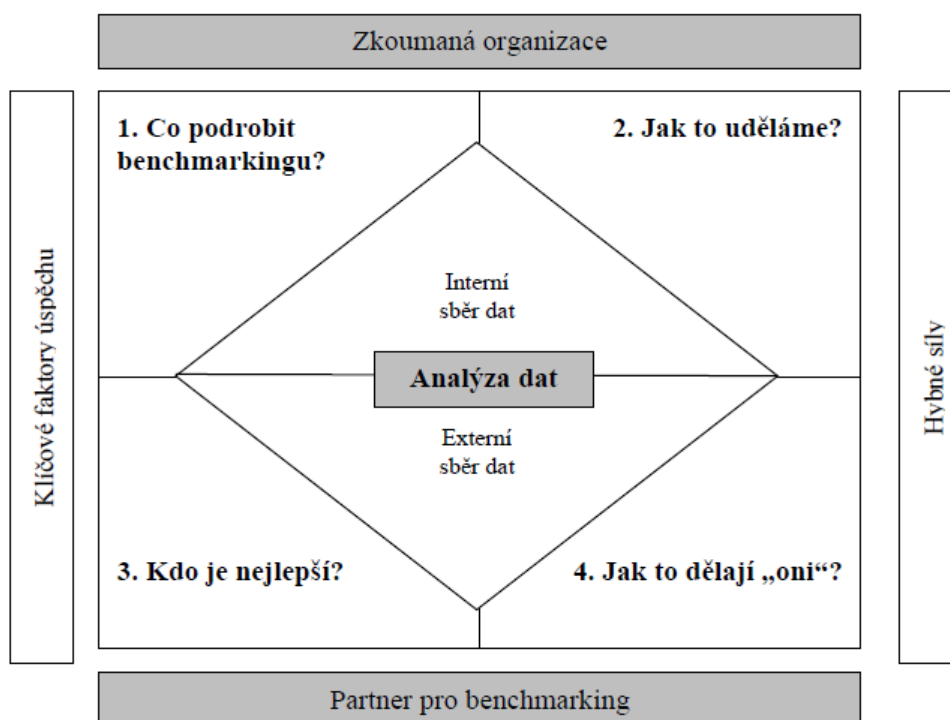 Zkoumaná organizace
Klíčové faktory úspěchu
1. Co podrobit
benchmarkingu?
2. Jak to uděláme?
Interní
sběr dat
Analýza dat
Externí
sběr dat
3. Kdo je nejlepší?
4. Jak to dělají „oni“?
Hybné síly
Partner pro benchmarking